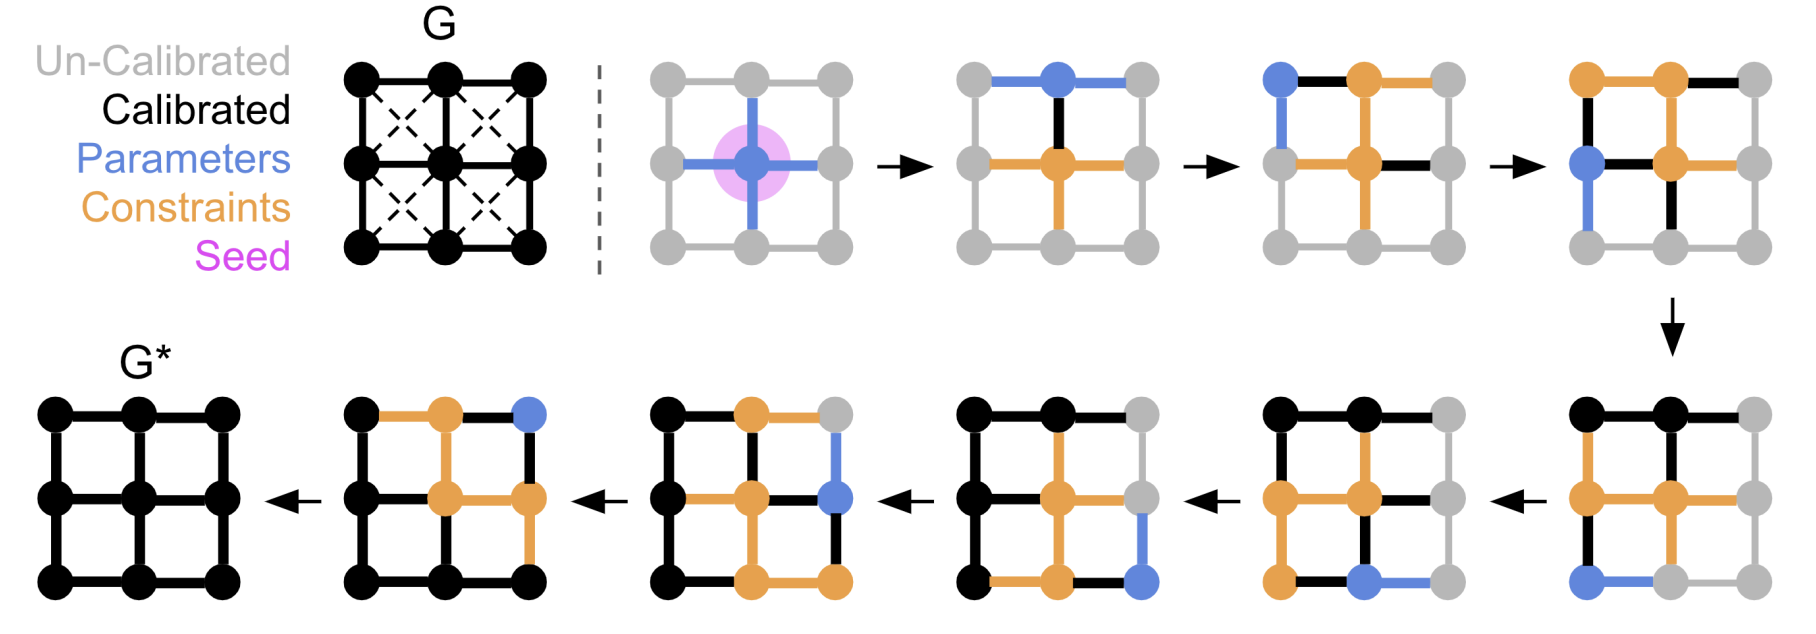 G
Un-Calibrated
Calibrated
Parameters
Constraints
Seed
G*